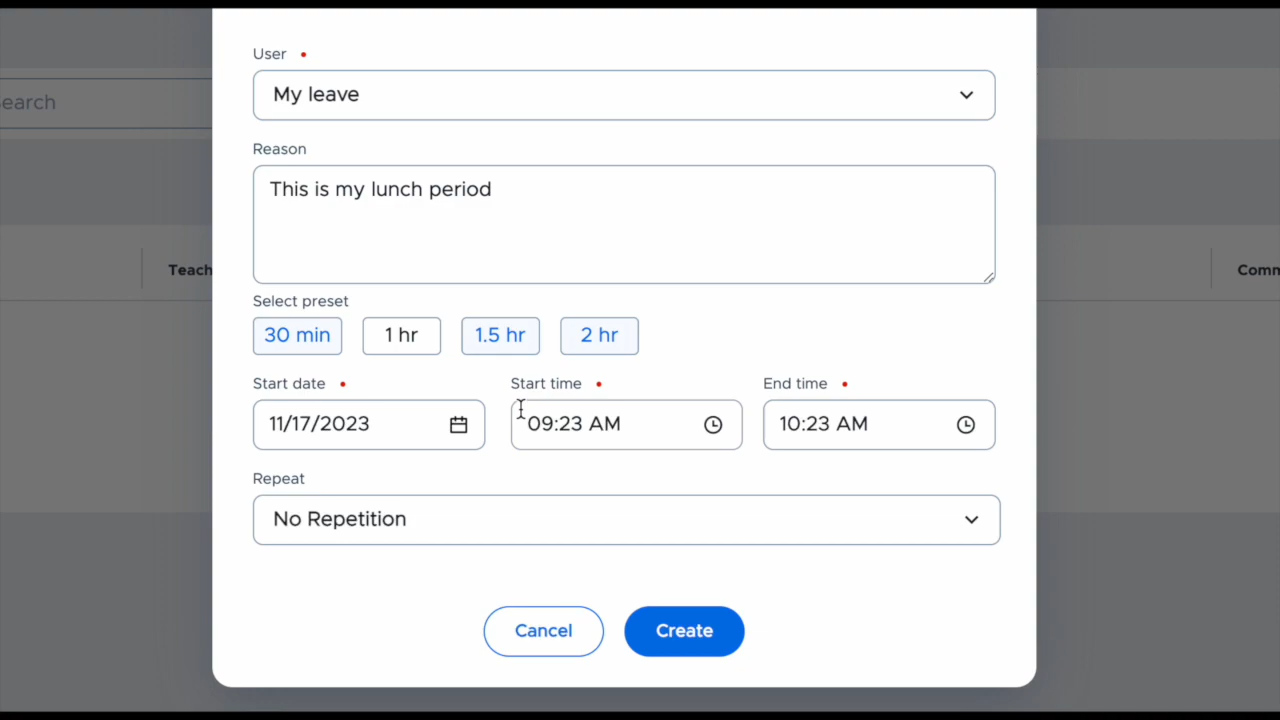 User
My leave
earch
Reason
This is my lunch period
Teach
Comm
Select preset
30 min 1 hr 1.5 hr 2 hr
Start date Start time End time
11/17/2023 09:23 AM 10:23 AM
Repeat
No Repetition
Cancel Create